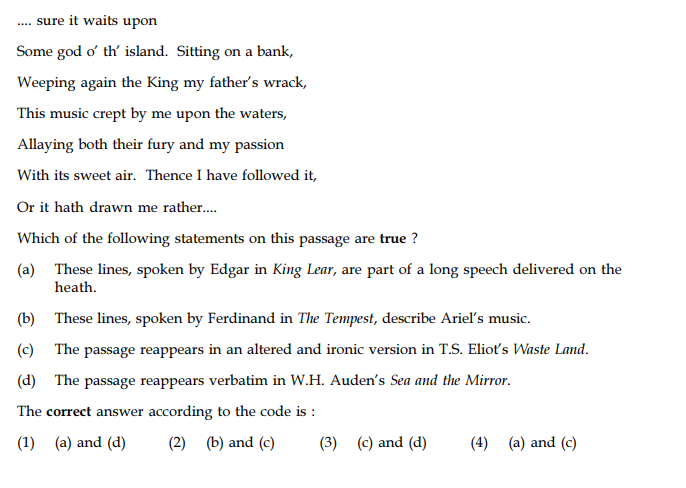 .... sure it waits upon
Some god o' th' island. Sitting on a bank,
Weeping again the King my father's wrack,
This music crept by me upon the waters,
Allaying both their fury and my passion
With its sweet air. Thence I have followed it,
Or it hath drawn me rather....
Which of the following statements on this passage are true ?
(a) These lines, spoken by Edgar in King Lear, are part of a long speech delivered on the
heath.
(b) These lines, spoken by Ferdinand in The Tempest, describe Ariel's music.
(c) The passage reappears in an altered and ironic version in T.S. Eliot's Waste Land.
(d) The passage reappears verbatim in W.H. Auden's Sea and the Mirror.
The correct answer according to the code is :
(1) (a) and (d) (2) (b) and (c) (3) (c) and (d) (4) (a) and (c)